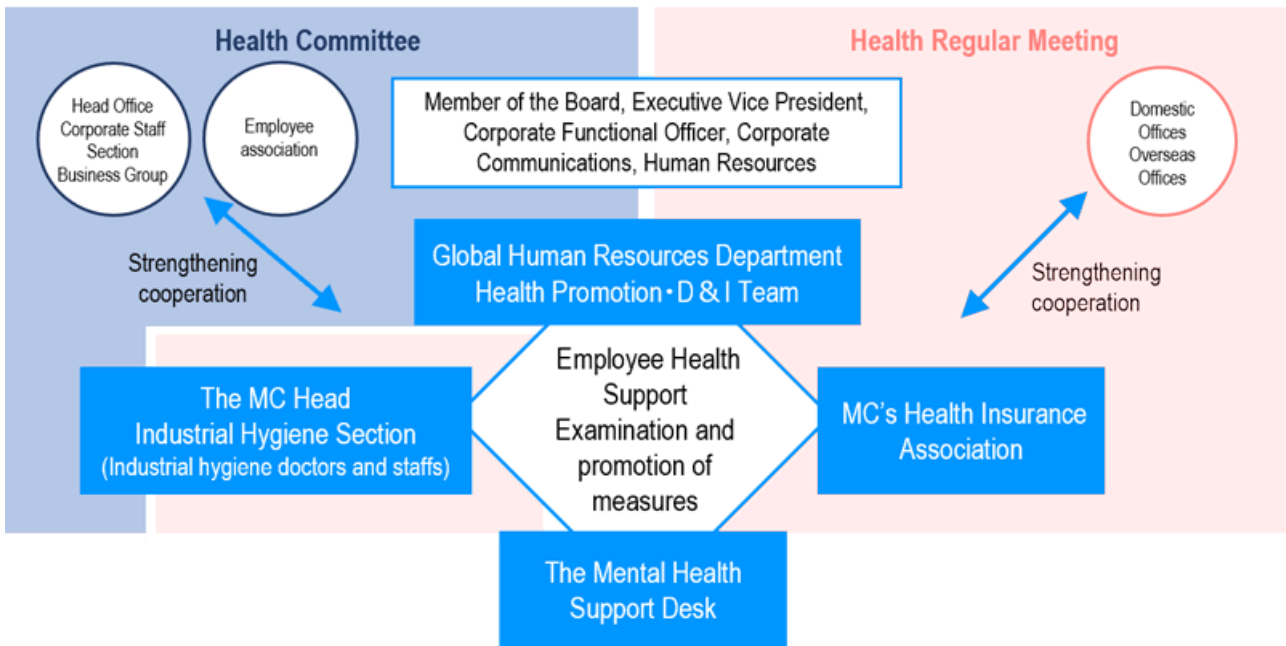 Health Committee
Health Regular Meeting
Head Office
Corporate Staff
Section
Business Group
Employee
association
Member of the Board, Executive Vice President,
Corporate Functional Officer, Corporate
Communications, Human Resources
Domestic
Offices
Overseas
Offices
Strengthening
cooperation
Global Human Resources Department
Health Promotion・D & I Team
Strengthening
cooperation
The MC Head
Industrial Hygiene Section
(Industrial hygiene doctors and staffs)
Employee Health
Support
Examination and
promotion of
measures
MC's Health Insurance
Association
The Mental Health
Support Desk